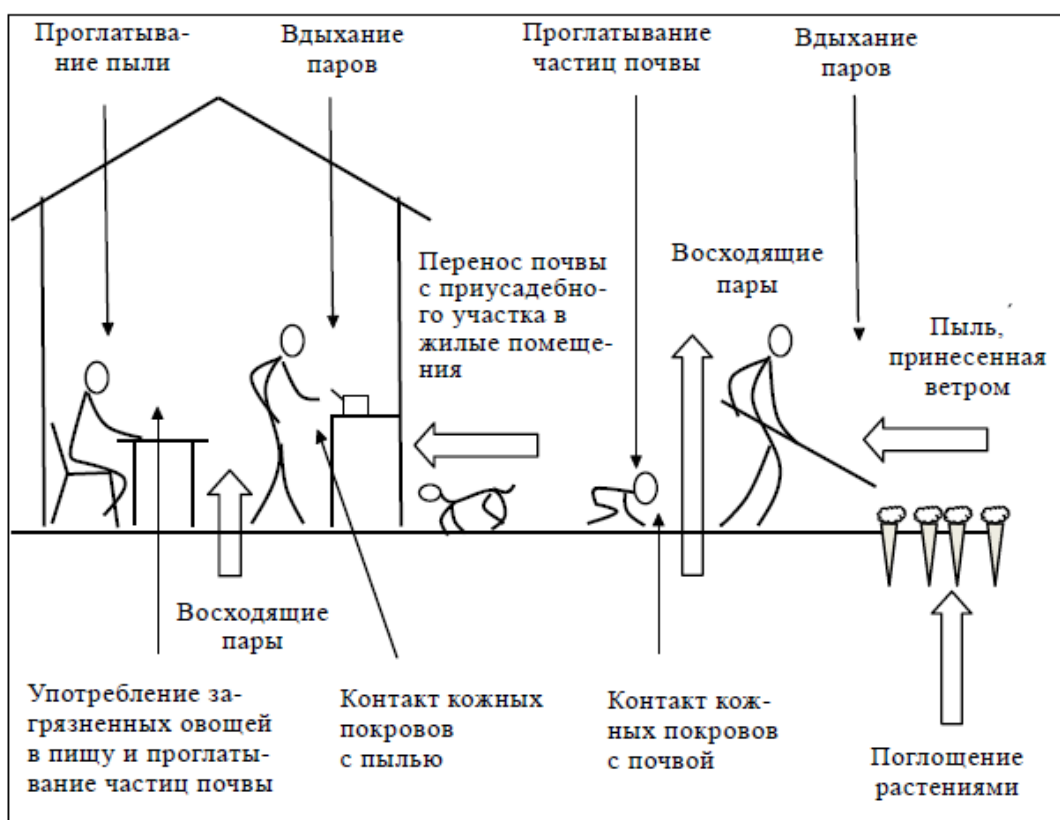 Проглатыва-
ние пыли
Вдыхание
паров
Проглатывание
частиц почвы
Вдыхание
паров
Перенос почвы
с приусадебно-
го участка в
жилые помеще-
ния
Восходящие
пары
Пыль,
принесенная
ветром
Восходящие
пары
Употребление за-
грязненных овощей
в пищу и проглаты-
вание частиц почвы
Контакт кожных
покровов
с пылью
Контакт кож-
ных покровов
с почвой
Поглощение
растениями